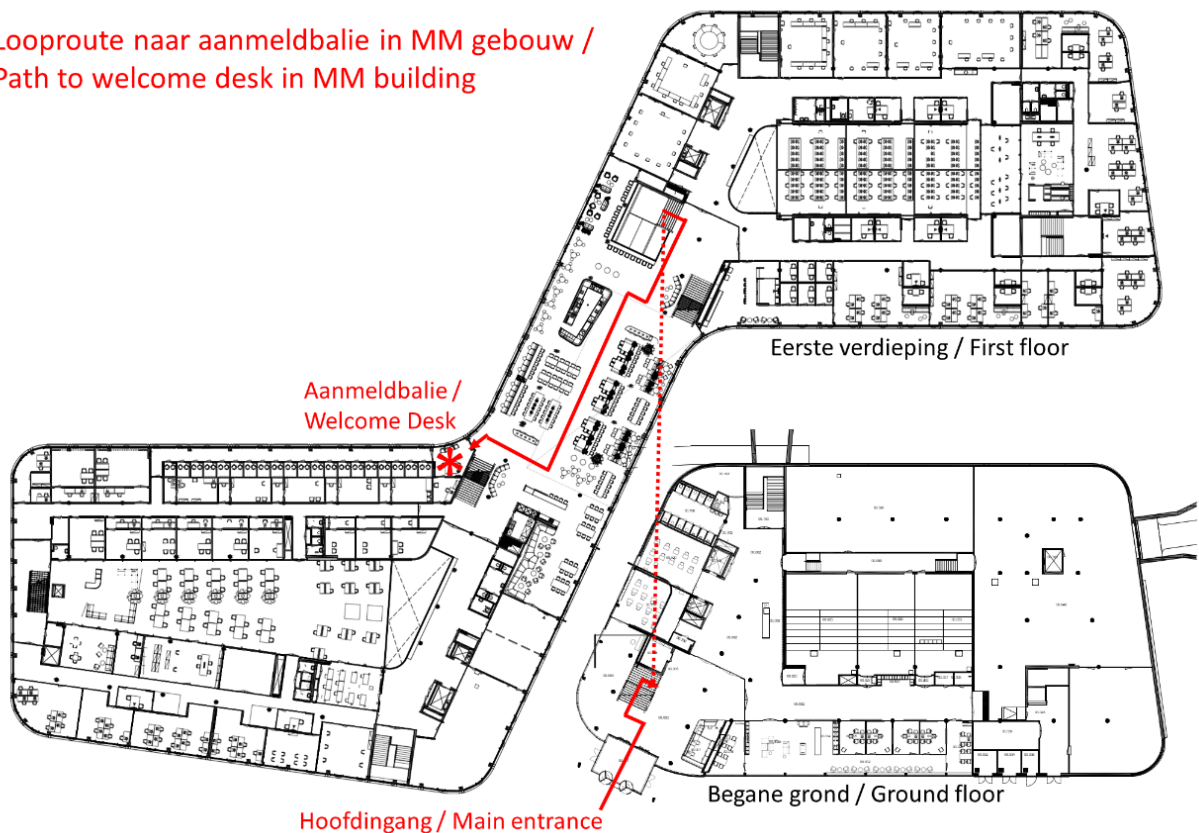 Looproute naar aanmeldbalie in MM gebouw /
Path to welcome desk in MM building
Eerste verdieping / First floor
Aanmeldbalie /
Welcome Desk
*
Begane grond / Ground floor
Hoofdingang / Main entrance